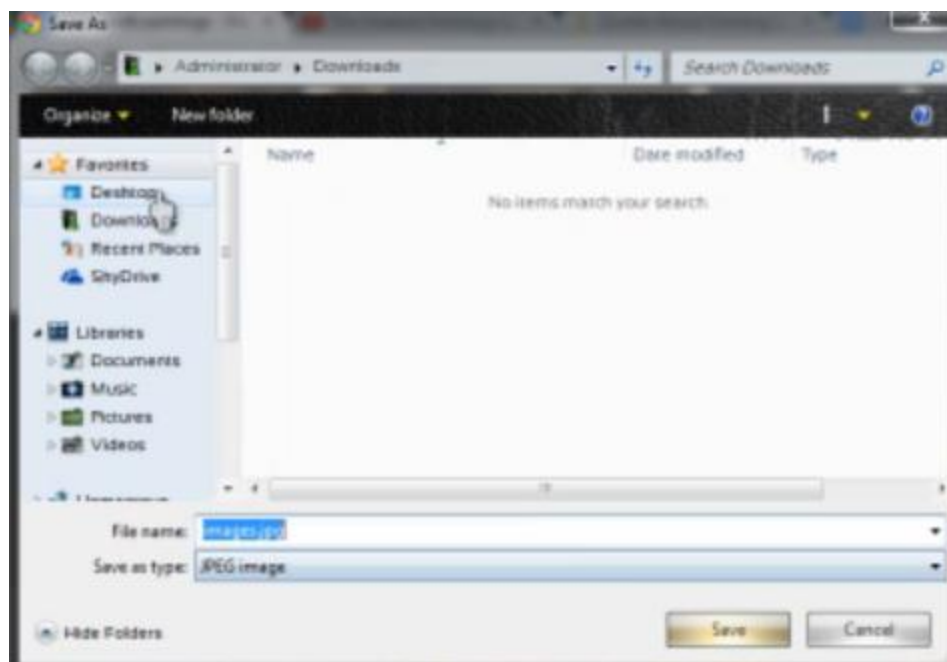 Save As
Administrator Downloads
Search Downloads
Organize
New folder
Favorites
Name
Date modified
Type
No items match your search.
Desktop
Downloads
Recent Places
SkyDrive
Libraries
Documents
Music
Pictures
Videos
File name: images.jpg
Save as type: JPEG image
Hide Folders
Save
Cancel